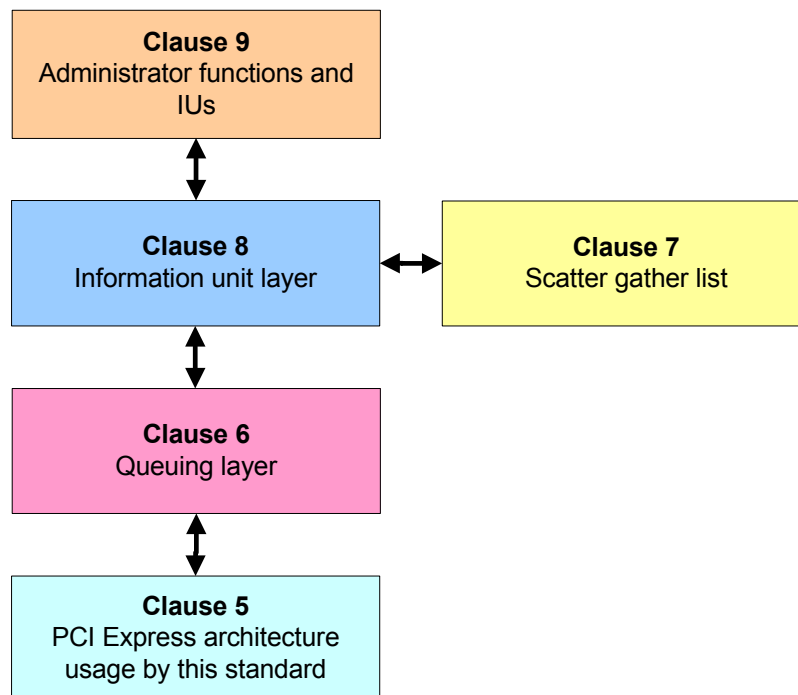 Clause 9
Administrator functions and
IUs
Clause 8
Information unit layer
Clause 7
Scatter gather list
Clause 6
Queuing layer
Clause 5
PCI Express architecture
usage by this standard